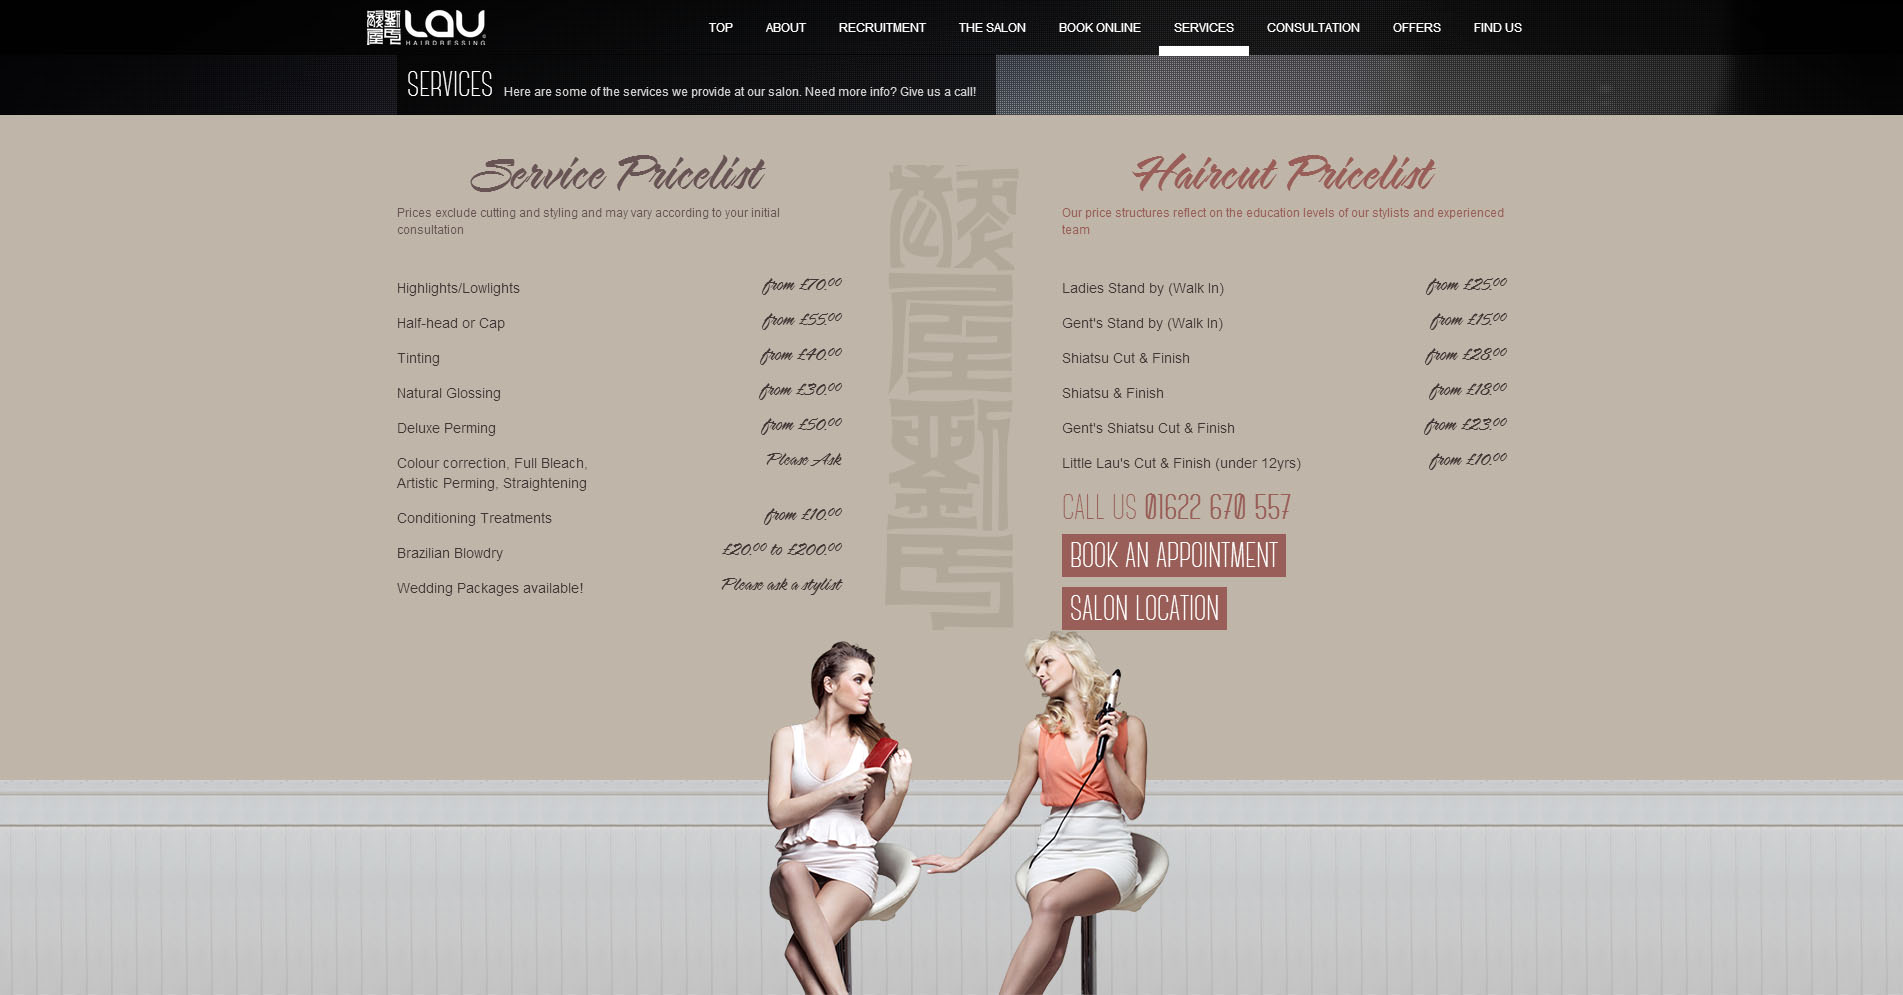 LAU
HAIRDRESSING
TOP ABOUT RECRUITMENT THE SALON BOOK ONLINE SERVICES CONSULTATION OFFERS FIND US
SERVICES Here are some of the services we provide at our salon. Need more info? Give us a call!
Service Pricelist
Prices exclude cutting and styling and may vary according to your initial
consultation
Highlights/Lowlights from £70.00
Half-head or Cap from £55.00
Tinting from £40.00
Natural Glossing from £30.00
Deluxe Perming from £50.00
Colour correction, Full Bleach, Please Ask
Artistic Perming, Straightening
Conditioning Treatments from £10.00
Brazilian Blowdry £20.00 to £200.00
Wedding Packages available! Please ask a stylist
Haircut Pricelist
Our price structures reflect on the education levels of our stylists and experienced
team
Ladies Stand by (Walk In) from £25.00
Gent's Stand by (Walk In) from £15.00
Shiatsu Cut & Finish from £28.00
Shiatsu & Finish from £18.00
Gent's Shiatsu Cut & Finish from £23.00
Little Lau's Cut & Finish (under 12yrs) from £10.00
CALL US 01622 670 557
BOOK AN APPOINTMENT
SALON LOCATION